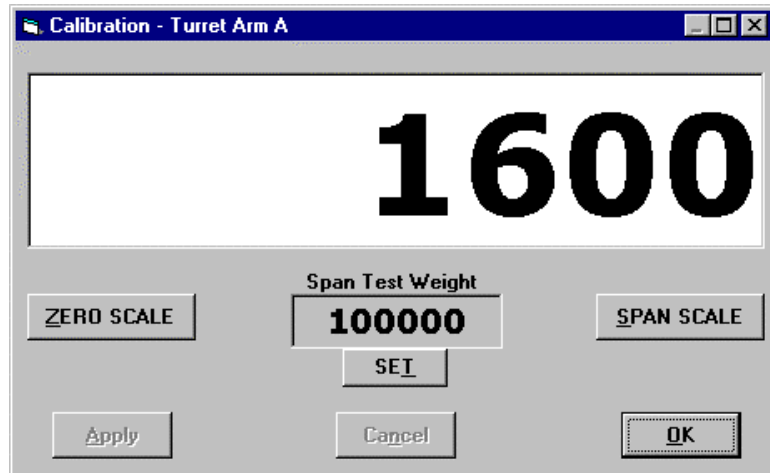 Calibration - Turret Arm A
1600
Span Test Weight
ZERO SCALE
100000
SPAN SCALE
SET
Apply
Cancel
OK